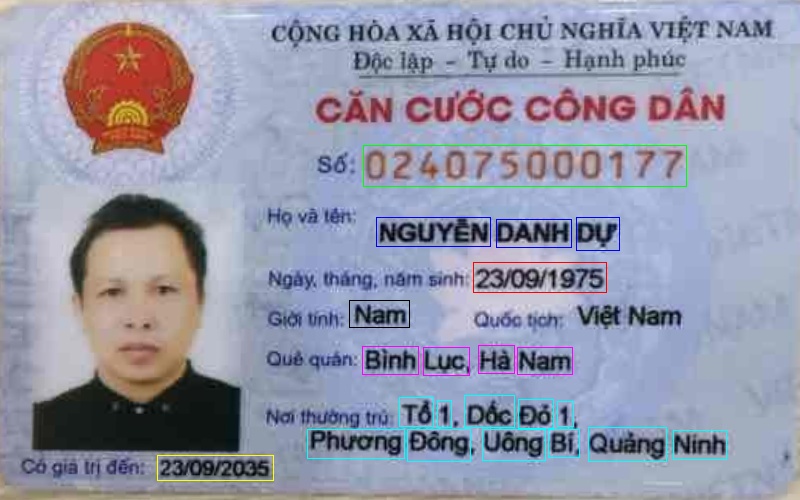 CỘNG HÒA XÃ HỘI CHỦ NGHĨA VIỆT NAM
Độc lập - Tự do - Hạnh phúc
CĂN CƯỚC CÔNG DÂN
Số: 024075000177
Họ và tên: NGUYỄN DANH DỰ
Ngày, tháng, năm sinh: 23/09/1975
Giới tính: Nam Quốc tịch: Việt Nam
Quê quán: Bình Lục, Hà Nam
Nơi thường trú: Tổ 1, Dốc Đỏ 1,
Phương Đông, Uông Bí, Quảng Ninh
Có giá trị đến: 23/09/2035